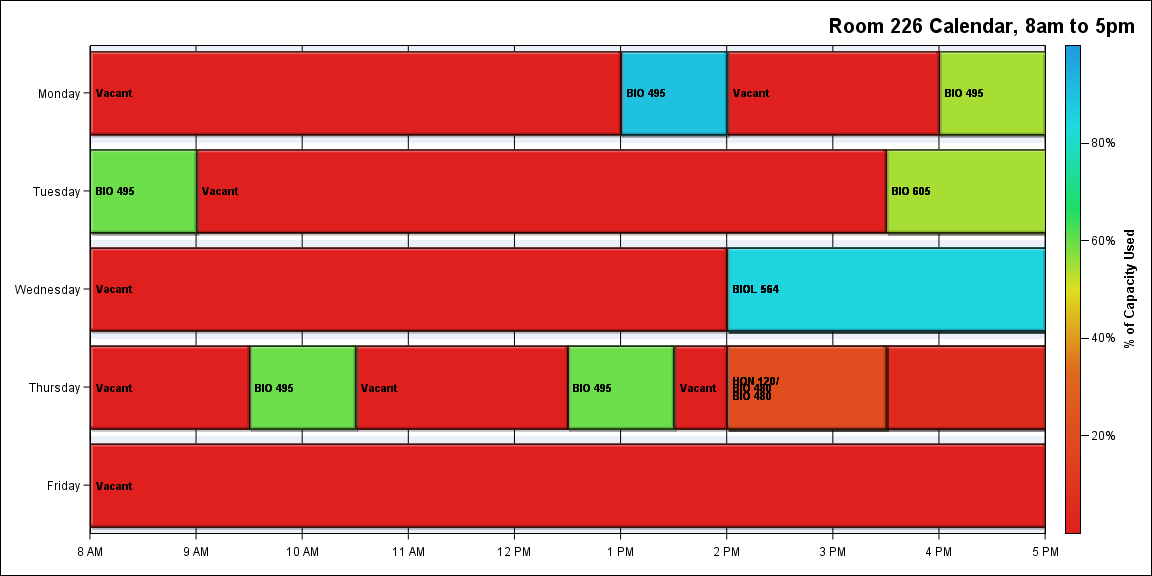 Room 226 Calendar, 8am to 5pm
Monday
Vacant
BIO 495
Vacant
BIO 495
Tuesday
BIO 495
Vacant
BIO 605
Wednesday
Vacant
BIOL 564
Thursday
Vacant
BIO 495
Vacant
BIO 495
Vacant
HON 120/
BIO 480
BIO 480
Friday
Vacant
8 AM
9 AM
10 AM
11 AM
12 PM
1 PM
2 PM
3 PM
4 PM
5 PM
80%
60%
40%
20%
% of Capacity Used